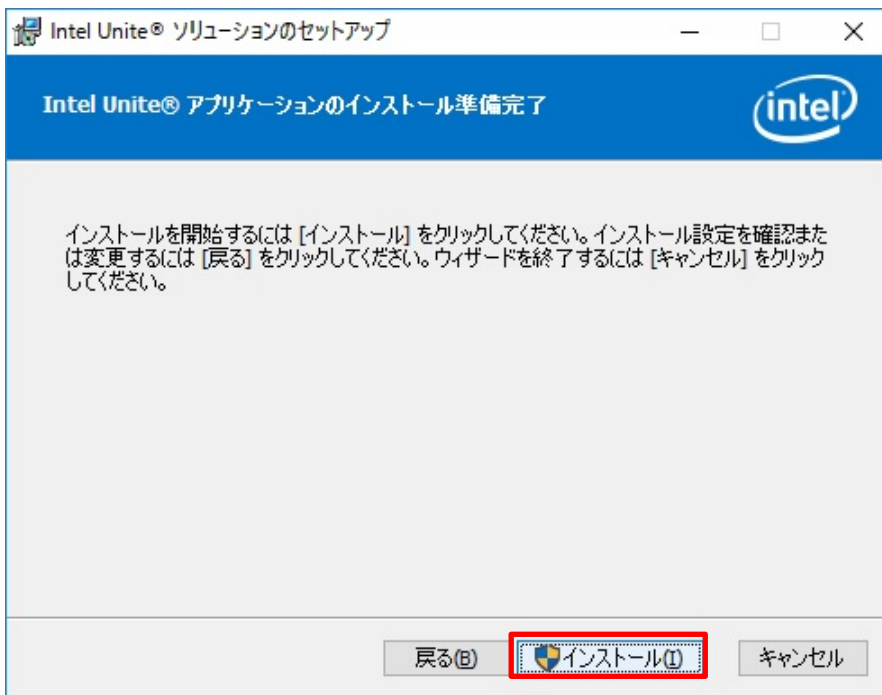 Intel Unite® ソリューションのセットアップ
Intel Unite® アプリケーションのインストール準備完了
intel
インストールを開始するには [インストール] をクリックしてください。インストール設定を確認また
は変更するには [戻る] をクリックしてください。ウィザードを終了するには [キャンセル] をクリック
してください。
戻る(B) インストール(I) キャンセル